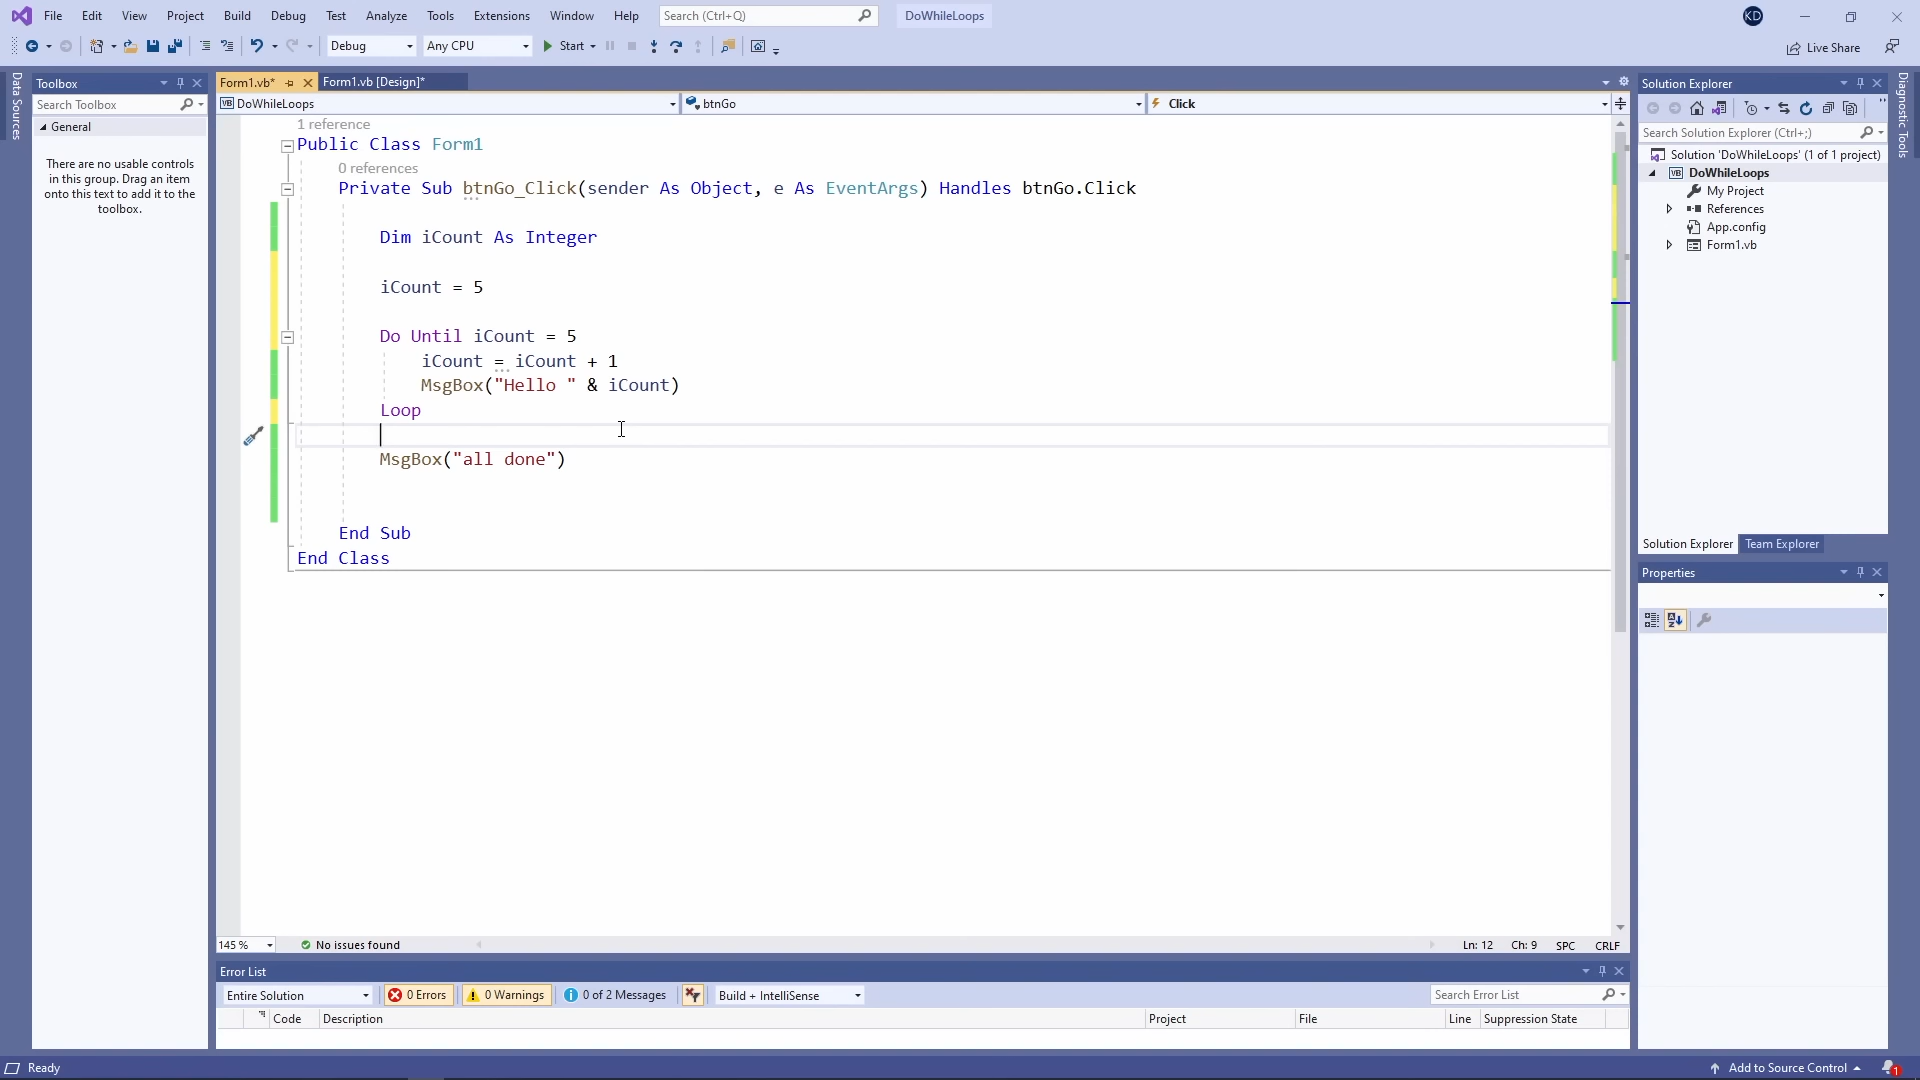 File Edit View Project Build Debug Test Analyze Tools Extensions Window Help Search (Ctrl+Q) DoWhileLoops KD
Debug Any CPU Start Live Share
Data Sources
Toolbox
Search Toolbox
General
There are no usable controls
in this group. Drag an item
onto this text to add it to the
toolbox.
Form1.vb* Form1.vb [Design]*
VB DoWhileLoops btnGo Click
1 reference
Public Class Form1
0 references
Private Sub btnGo_Click(sender As Object, e As EventArgs) Handles btnGo.Click
Dim iCount As Integer
iCount = 5
Do Until iCount = 5
iCount = iCount + 1
MsgBox("Hello " & iCount)
Loop
MsgBox("all done")
End Sub
End Class
145 % No issues found Ln: 12 Ch: 9 SPC CRLF
Error List
Entire Solution 0 Errors 0 Warnings 0 of 2 Messages Build + IntelliSense Search Error List
Code Description Project File Line Suppression State
Solution Explorer
Search Solution Explorer (Ctrl+;)
Solution 'DoWhileLoops' (1 of 1 project)
VB DoWhileLoops
My Project
References
App.config
Form1.vb
Solution Explorer Team Explorer
Properties
Diagnostic Tools
Ready Add to Source Control 1